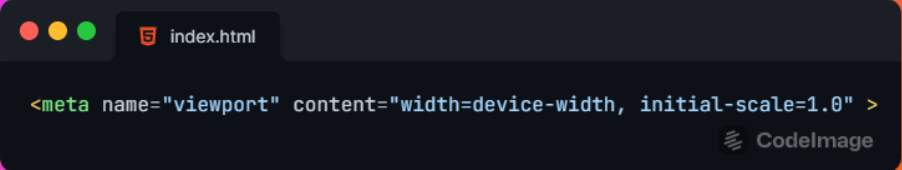 index.html
<meta name="viewport" content="width=device-width, initial-scale=1.0" >
CodeImage